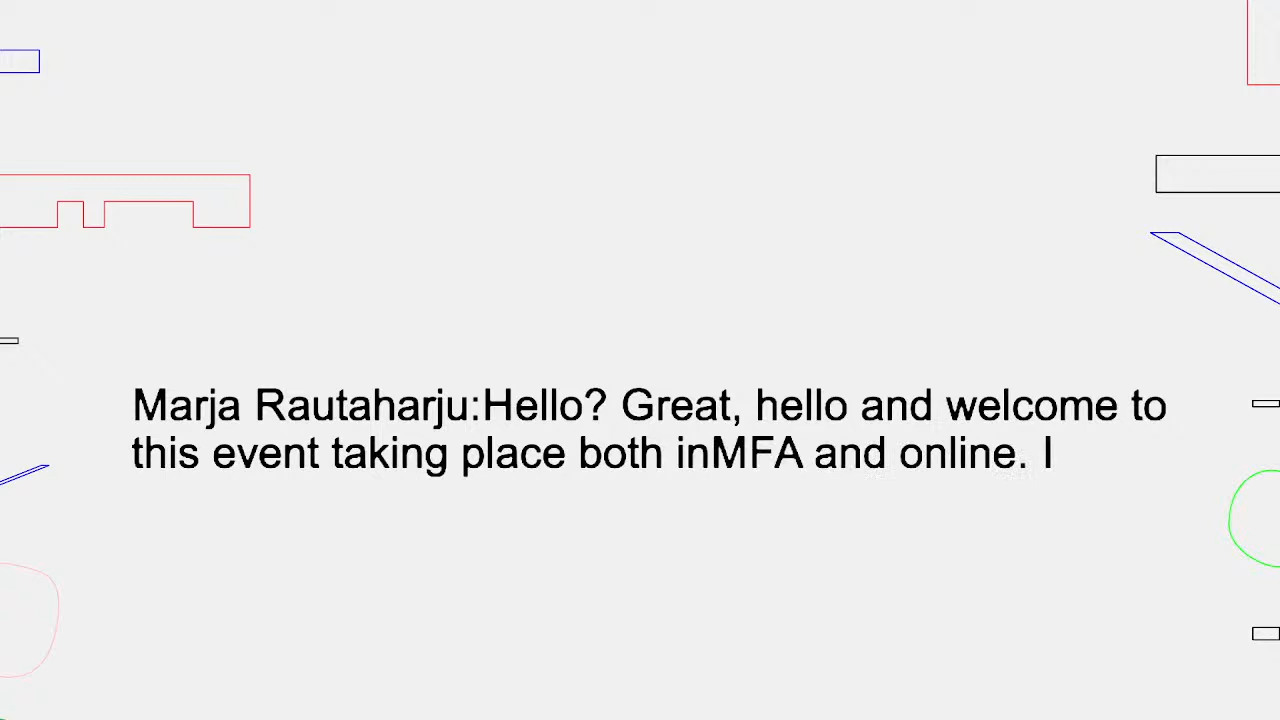 Marja Rautaharju:Hello? Great, hello and welcome to
this event taking place both inMFA and online. I